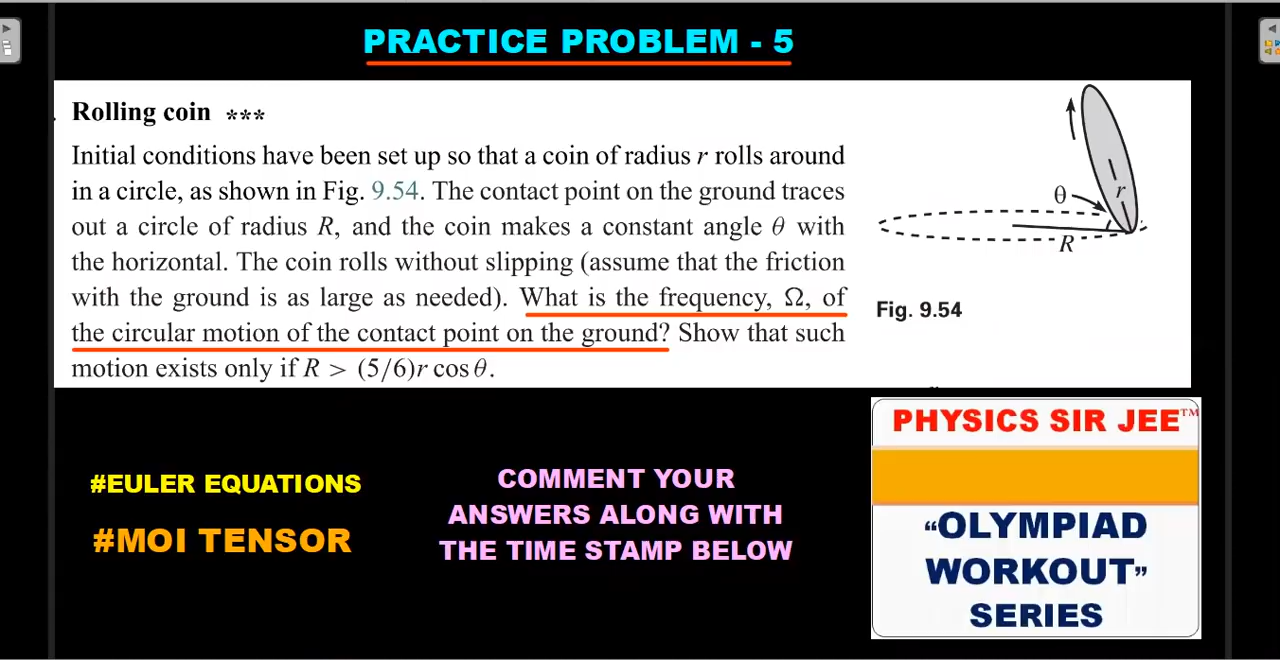 PRACTICE PROBLEM - 5
Rolling coin ***
Initial conditions have been set up so that a coin of radius r rolls around
in a circle, as shown in Fig. 9.54. The contact point on the ground traces
out a circle of radius R, and the coin makes a constant angle θ with
the horizontal. The coin rolls without slipping (assume that the friction
with the ground is as large as needed). What is the frequency, Ω, of
the circular motion of the contact point on the ground? Show that such
motion exists only if R > (5/6)r cos θ.
θ
r
R
Fig. 9.54
#EULER EQUATIONS
#MOI TENSOR
COMMENT YOUR
ANSWERS ALONG WITH
THE TIME STAMP BELOW
PHYSICS SIR JEE™
“OLYMPIAD
WORKOUT”
SERIES